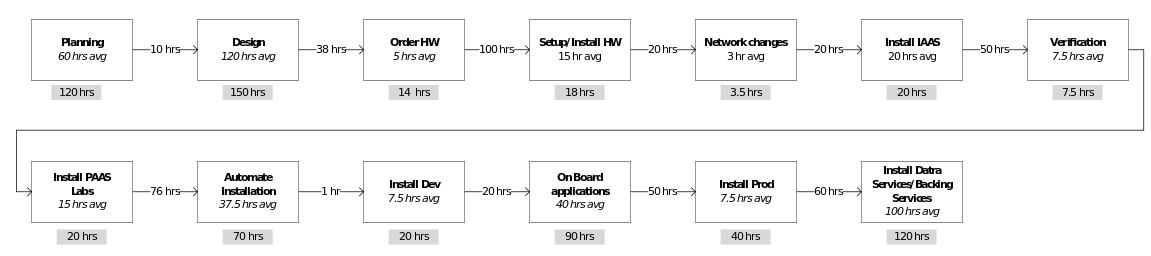 Planning
60 hrs avg
10 hrs
Design
120 hrs avg
38 hrs
Order HW
5 hrs avg
100 hrs
Setup/Install HW
15 hr avg
20 hrs
Network changes
3 hr avg
20 hrs
Install IAAS
20 hrs avg
50 hrs
Verification
7.5 hrs avg
120 hrs
150 hrs
14 hrs
18 hrs
3.5 hrs
20 hrs
7.5 hrs
Install PAAS
Labs
15 hrs avg
76 hrs
Automate
Installation
37.5 hrs avg
1 hr
Install Dev
7.5 hrs avg
20 hrs
On Board
applications
40 hrs avg
50 hrs
Install Prod
7.5 hrs avg
60 hrs
Install Datra
Services/Backing
Services
100 hrs avg
20 hrs
70 hrs
20 hrs
90 hrs
40 hrs
120 hrs